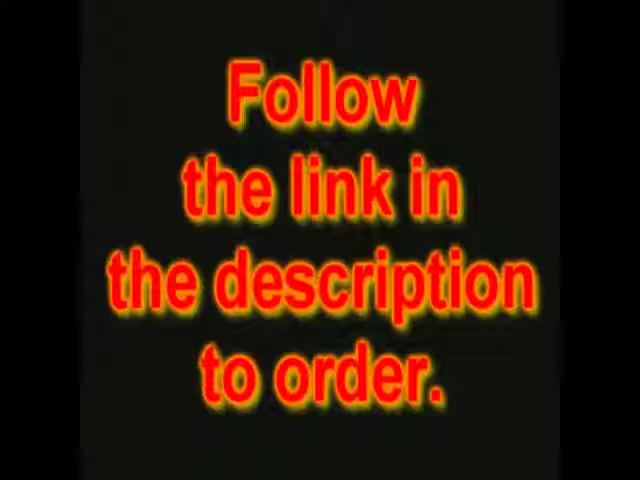 Follow
the link in
the description
to order.